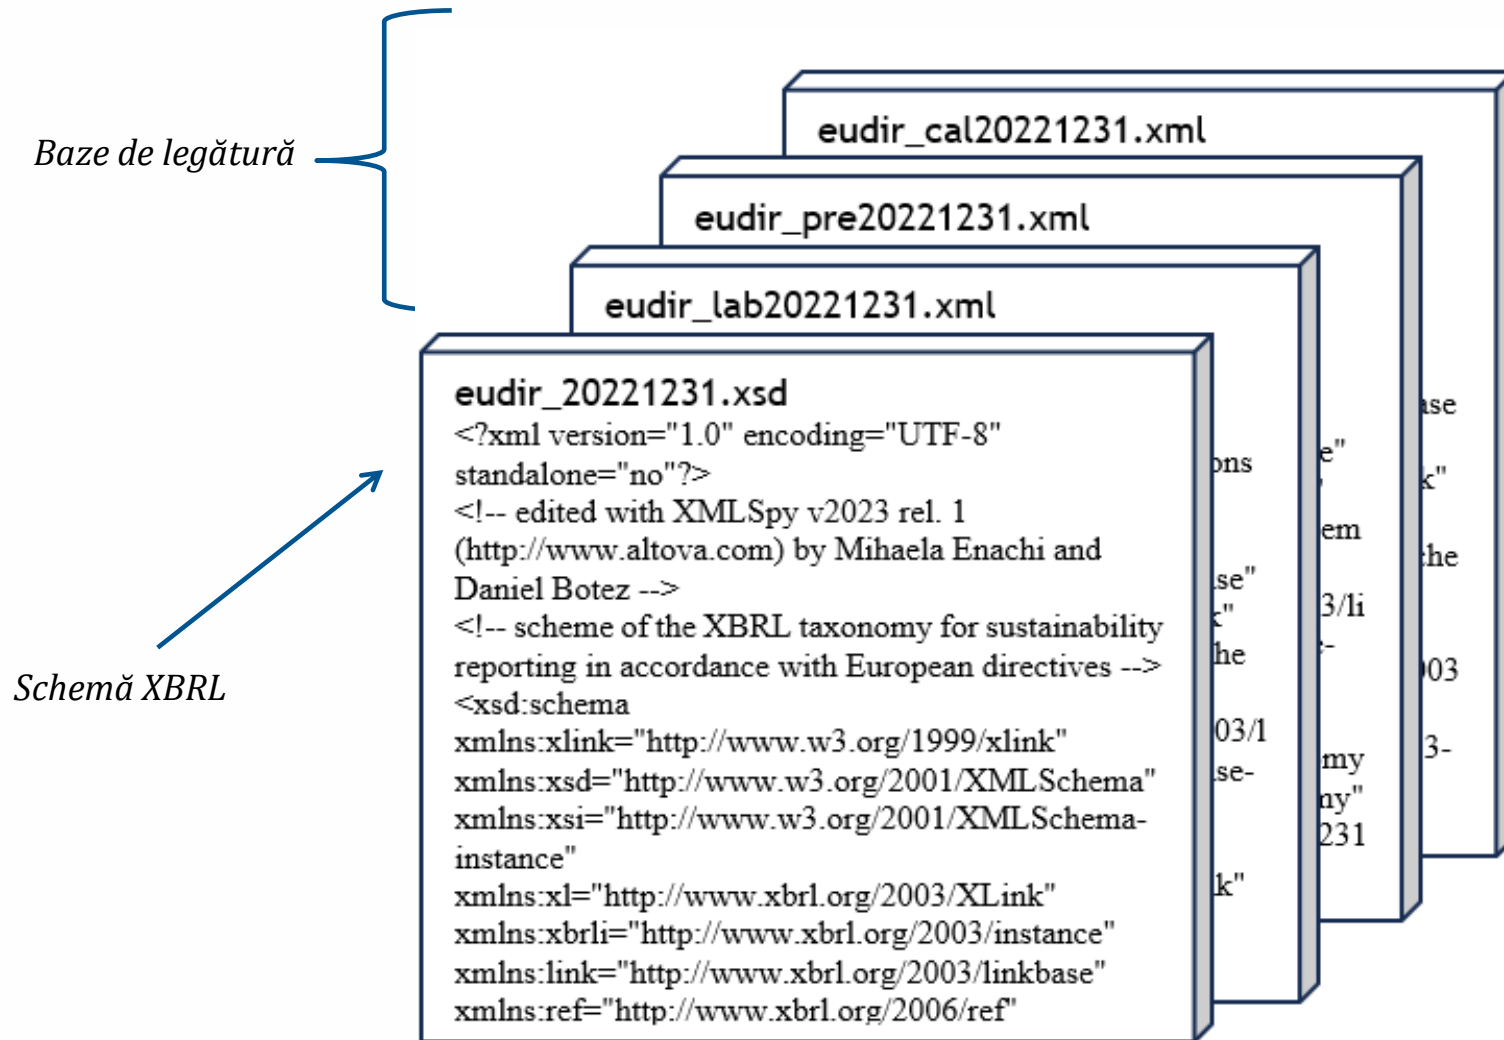 Baze de legătură
eudir_cal20221231.xml
eudir_pre20221231.xml
eudir_lab20221231.xml
eudir_20221231.xsd
<?xml version="1.0" encoding="UTF-8"
standalone="no"?>
<!-- edited with XMLSpy v2023 rel. 1
(http://www.altova.com) by Mihaela Enachi and
Daniel Botez -->
<!-- scheme of the XBRL taxonomy for sustainability
reporting in accordance with European directives -->
<xsd:schema
xmlns:xlink="http://www.w3.org/1999/xlink"
xmlns:xsd="http://www.w3.org/2001/XMLSchema"
xmlns:xsi="http://www.w3.org/2001/XMLSchema-
instance"
xmlns:xl="http://www.xbrl.org/2003/XLink"
xmlns:xbrli="http://www.xbrl.org/2003/instance"
xmlns:link="http://www.xbrl.org/2003/linkbase"
xmlns:ref="http://www.xbrl.org/2006/ref"
Schemă XBRL